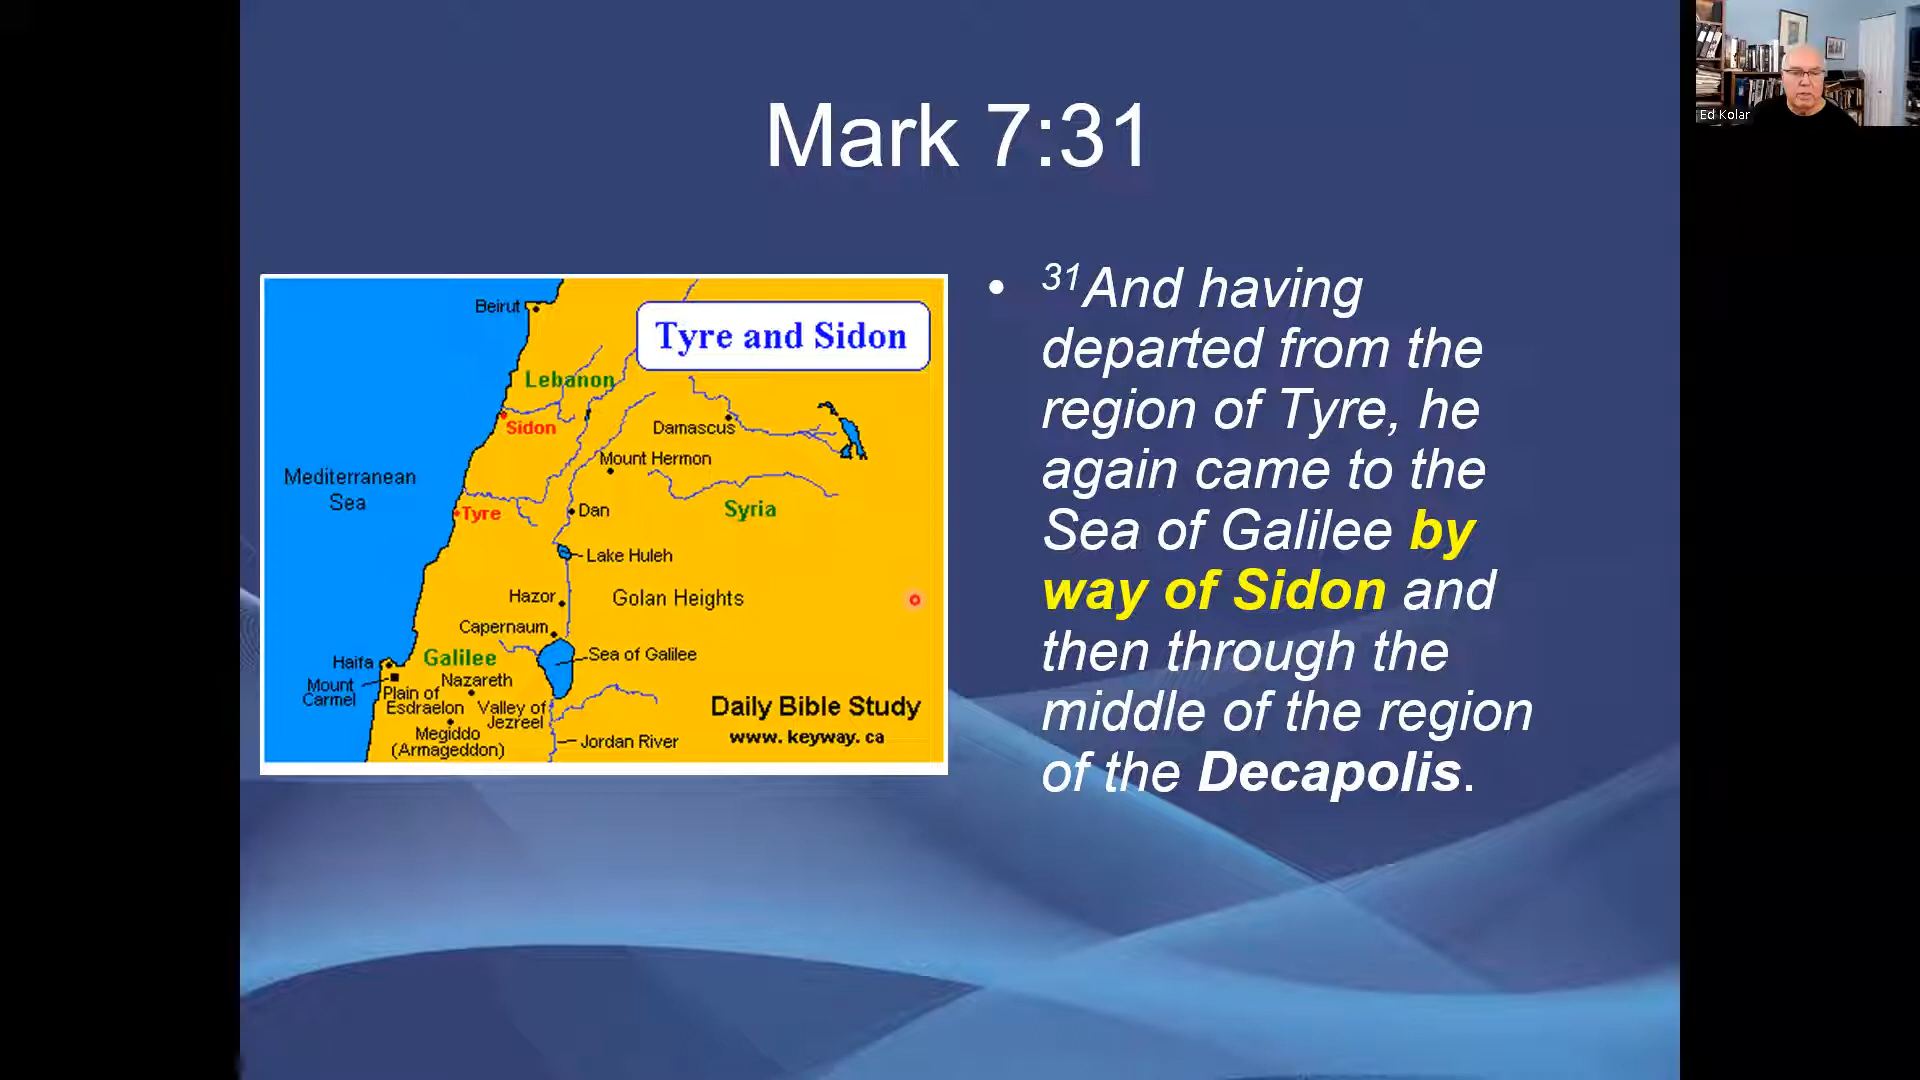 Mark 7:31
Ed Kolar
Beirut
Tyre and Sidon
Lebanon
Sidon
Damascus
Mount Hermon
Mediterranean
Sea
Syria
Tyre
Dan
Lake Huleh
Hazor
Golan Heights
Capernaum
Sea of Galilee
Haifa
Galilee
Mount
Carmel
Nazareth
Plain of
Esdraelon
Valley of
Jezreel
Megiddo
(Armageddon)
Jordan River
Daily Bible Study
www.keyway.ca
• 31And having
departed from the
region of Tyre, he
again came to the
Sea of Galilee by
way of Sidon and
then through the
middle of the region
of the Decapolis.